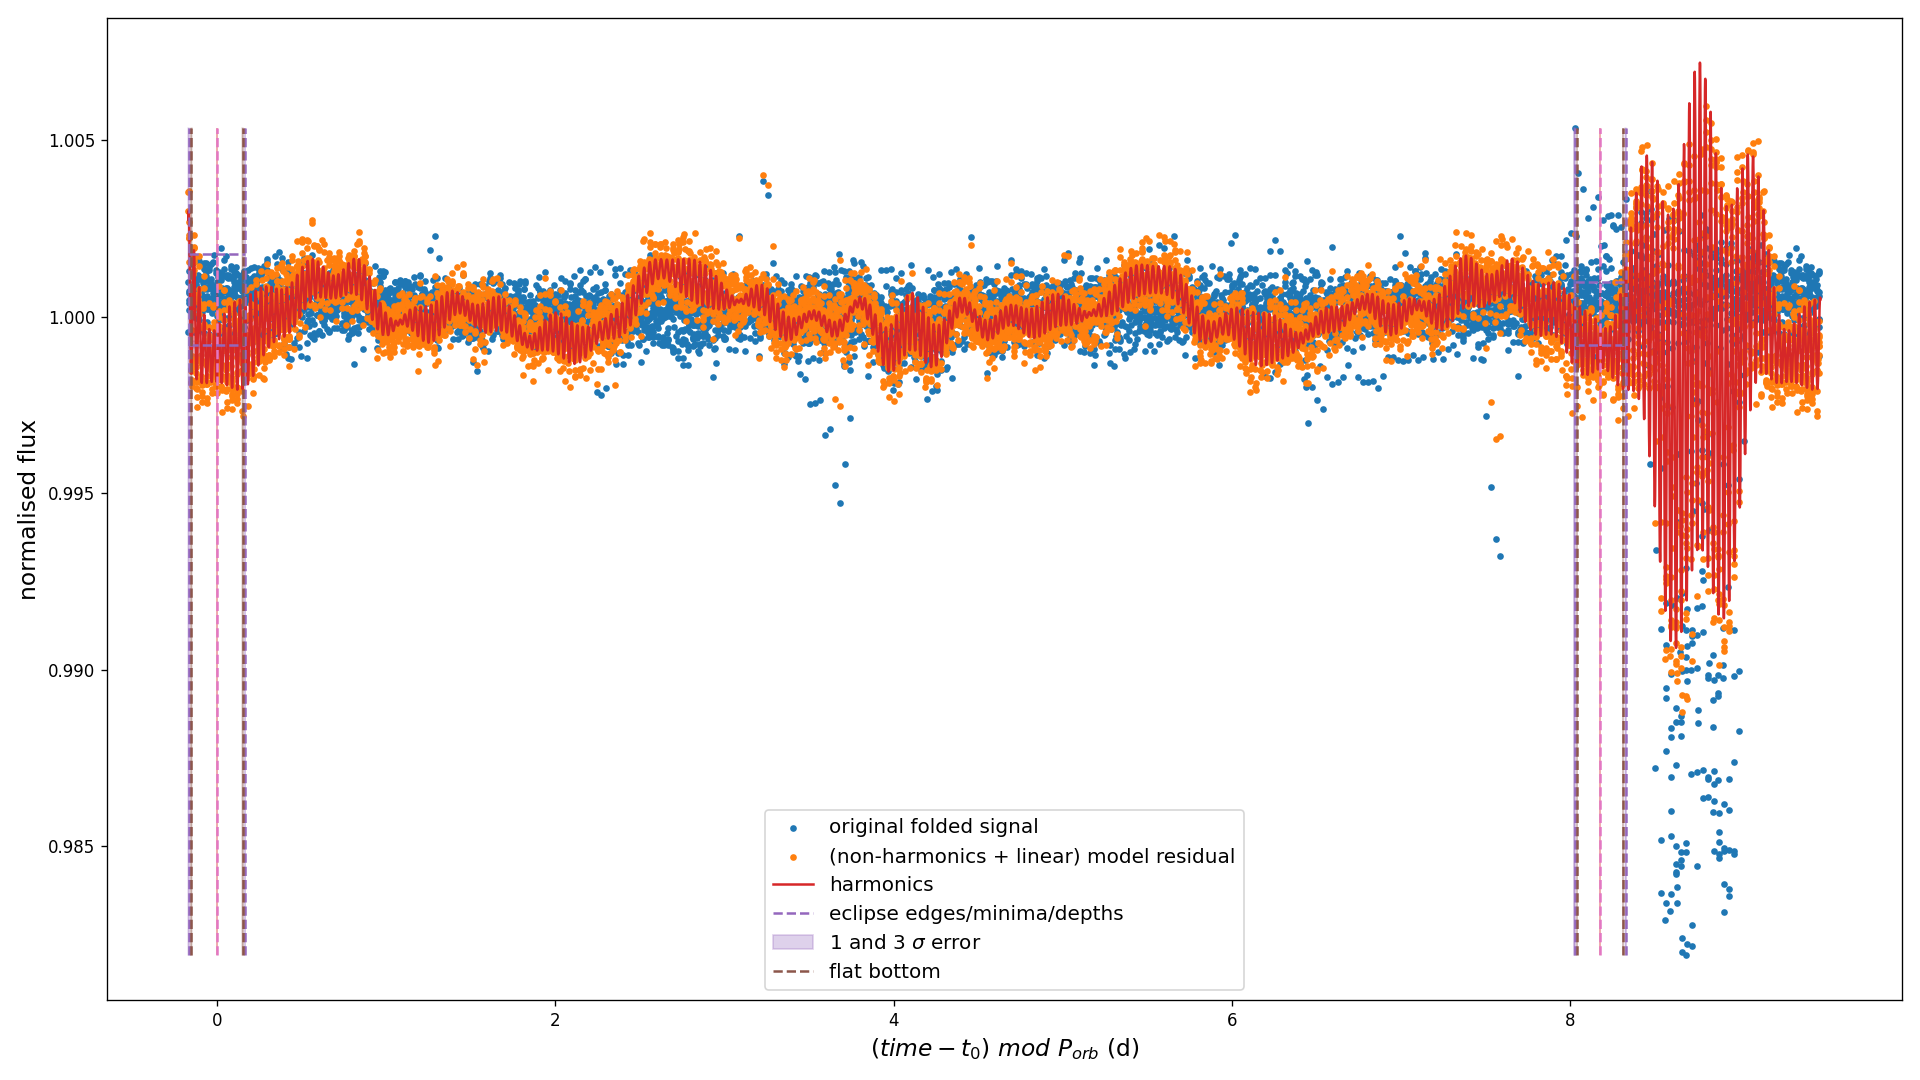 1.005
1.000
0.995
0.990
0.985
normalised flux
0 2 4 6 8
(time − t₀) mod Pₒᵣb (d)
original folded signal
(non-harmonics + linear) model residual
harmonics
eclipse edges/minima/depths
1 and 3 σ error
flat bottom